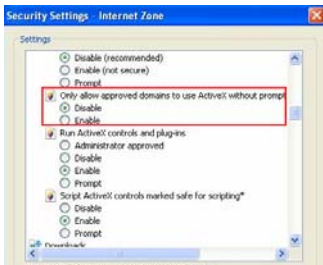 Security Settings - Internet Zone
Settings
Disable (recommended)
Enable (not secure)
Prompt
Only allow approved domains to use ActiveX without prompt
Disable
Enable
Run ActiveX controls and plug-ins
Administrator approved
Disable
Enable
Prompt
Script ActiveX controls marked safe for scripting*
Disable
Enable
Prompt
Downloads